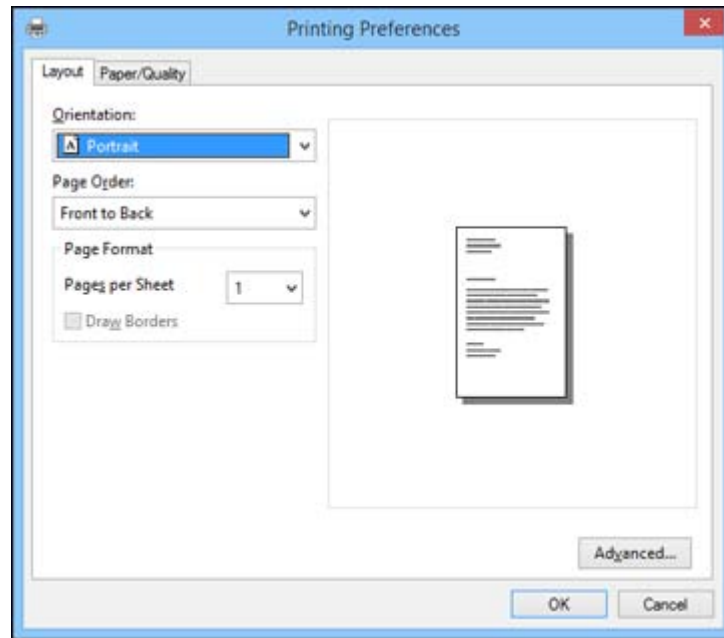 Printing Preferences
Layout Paper/Quality
Orientation:
A Portrait
Page Order:
Front to Back
Page Format
Pages per Sheet 1
Draw Borders
Advanced...
OK Cancel